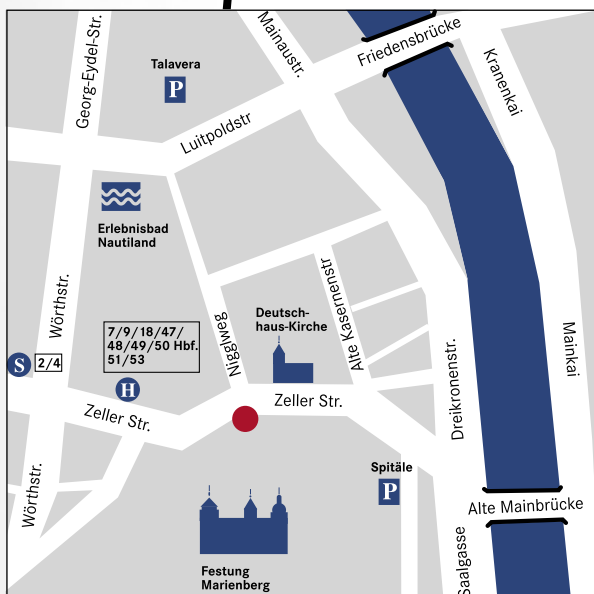 Georg-Eydel-Str.
Mainaustr.
Friedensbrücke
Kranenkai
Talavera
P
Luitpoldstr
Erlebnisbad
Nautiland
Wörthstr.
Deutsch-
haus-Kirche
Alte Kasernenstr
Nigglweg
7/9/18/47/
48/49/50 Hbf.
51/53
S
2/4
H
Zeller Str.
Zeller Str.
Dreikronenstr.
Mainkai
Wörthstr.
Spitäle
P
Alte Mainbrücke
Saalgasse
Festung
Marienberg